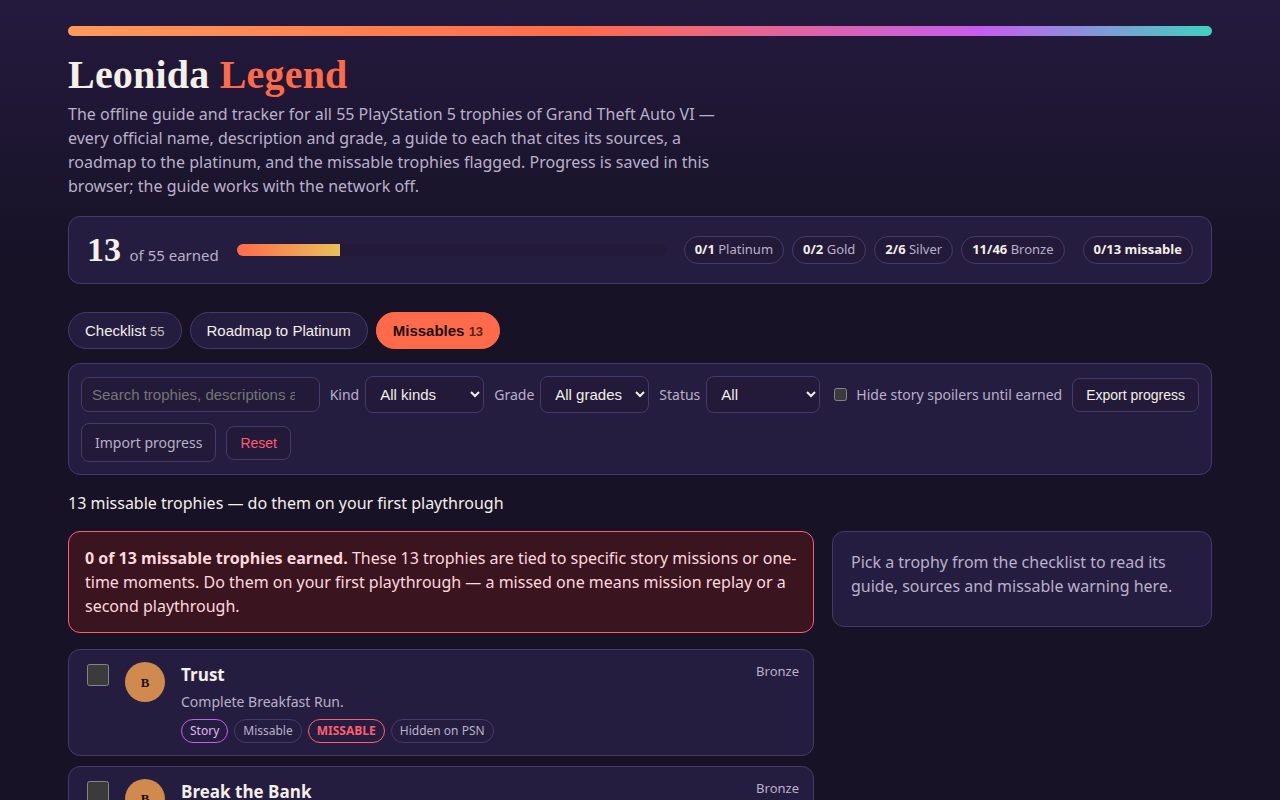 Leonida Legend
The offline guide and tracker for all 55 PlayStation 5 trophies of Grand Theft Auto VI —
every official name, description and grade, a guide to each that cites its sources, a
roadmap to the platinum, and the missable trophies flagged. Progress is saved in this
browser; the guide works with the network off.
13 of 55 earned
0/1 Platinum
0/2 Gold
2/6 Silver
11/46 Bronze
0/13 missable
Checklist 55
Roadmap to Platinum
Missables 13
Search trophies, descriptions a
Kind
All kinds
Grade
All grades
Status
All
Hide story spoilers until earned
Export progress
Import progress
Reset
13 missable trophies — do them on your first playthrough
0 of 13 missable trophies earned. These 13 trophies are tied to specific story missions or one-
time moments. Do them on your first playthrough — a missed one means mission replay or a
second playthrough.
Pick a trophy from the checklist to read its
guide, sources and missable warning here.
B
Trust
Bronze
Complete Breakfast Run.
Story
Missable
MISSABLE
Hidden on PSN
B
Break the Bank
Bronze